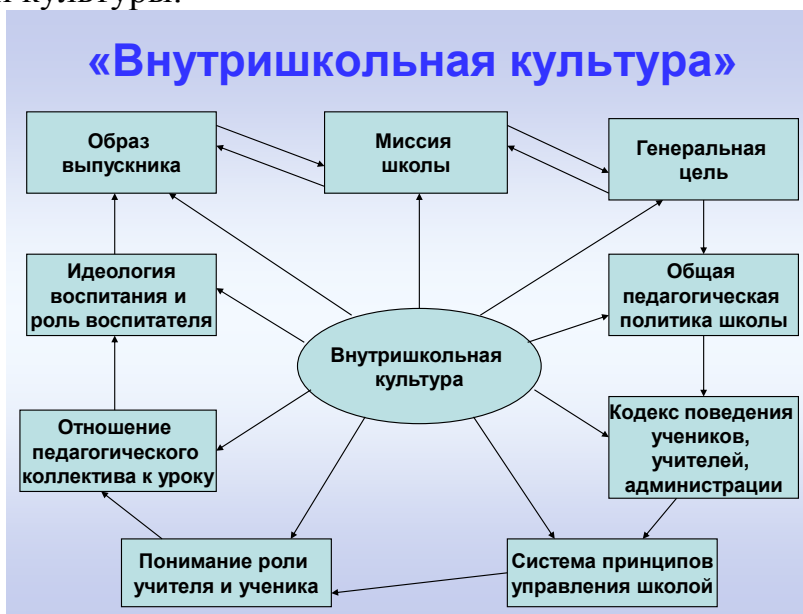 культуры.
«Внутришкольная культура»
Образ
выпускника
Миссия
школы
Генеральная
цель
Идеология
воспитания и
роль воспитателя
Общая
педагогическая
политика школы
Внутришкольная
культура
Отношение
педагогического
коллектива к уроку
Кодекс поведения
учеников,
учителей,
администрации
Понимание роли
учителя и ученика
Система принципов
управления школой